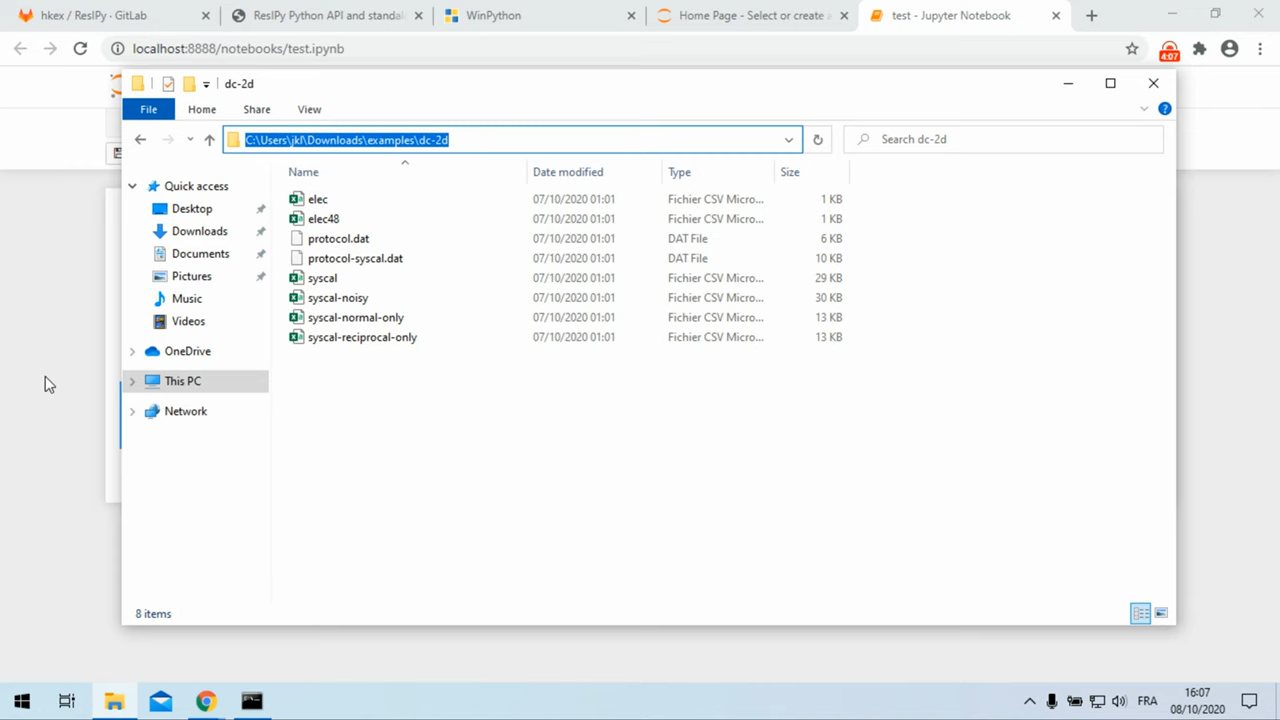 hkex / ResIPy · GitLab
ResIPy Python API and standal
WinPython
Home Page - Select or create a
test - Jupyter Notebook
localhost:8888/notebooks/test.ipynb
4:07
dc-2d
File Home Share View
C:\Users\jkl\Downloads\examples\dc-2d
Search dc-2d
Name Date modified Type Size
Quick access
Desktop
Downloads
Documents
Pictures
Music
Videos
OneDrive
This PC
Network
elec 07/10/2020 01:01 Fichier CSV Micro... 1 KB
elec48 07/10/2020 01:01 Fichier CSV Micro... 1 KB
protocol.dat 07/10/2020 01:01 DAT File 6 KB
protocol-syscal.dat 07/10/2020 01:01 DAT File 10 KB
syscal 07/10/2020 01:01 Fichier CSV Micro... 29 KB
syscal-noisy 07/10/2020 01:01 Fichier CSV Micro... 30 KB
syscal-normal-only 07/10/2020 01:01 Fichier CSV Micro... 13 KB
syscal-reciprocal-only 07/10/2020 01:01 Fichier CSV Micro... 13 KB
8 items
FRA
16:07
08/10/2020